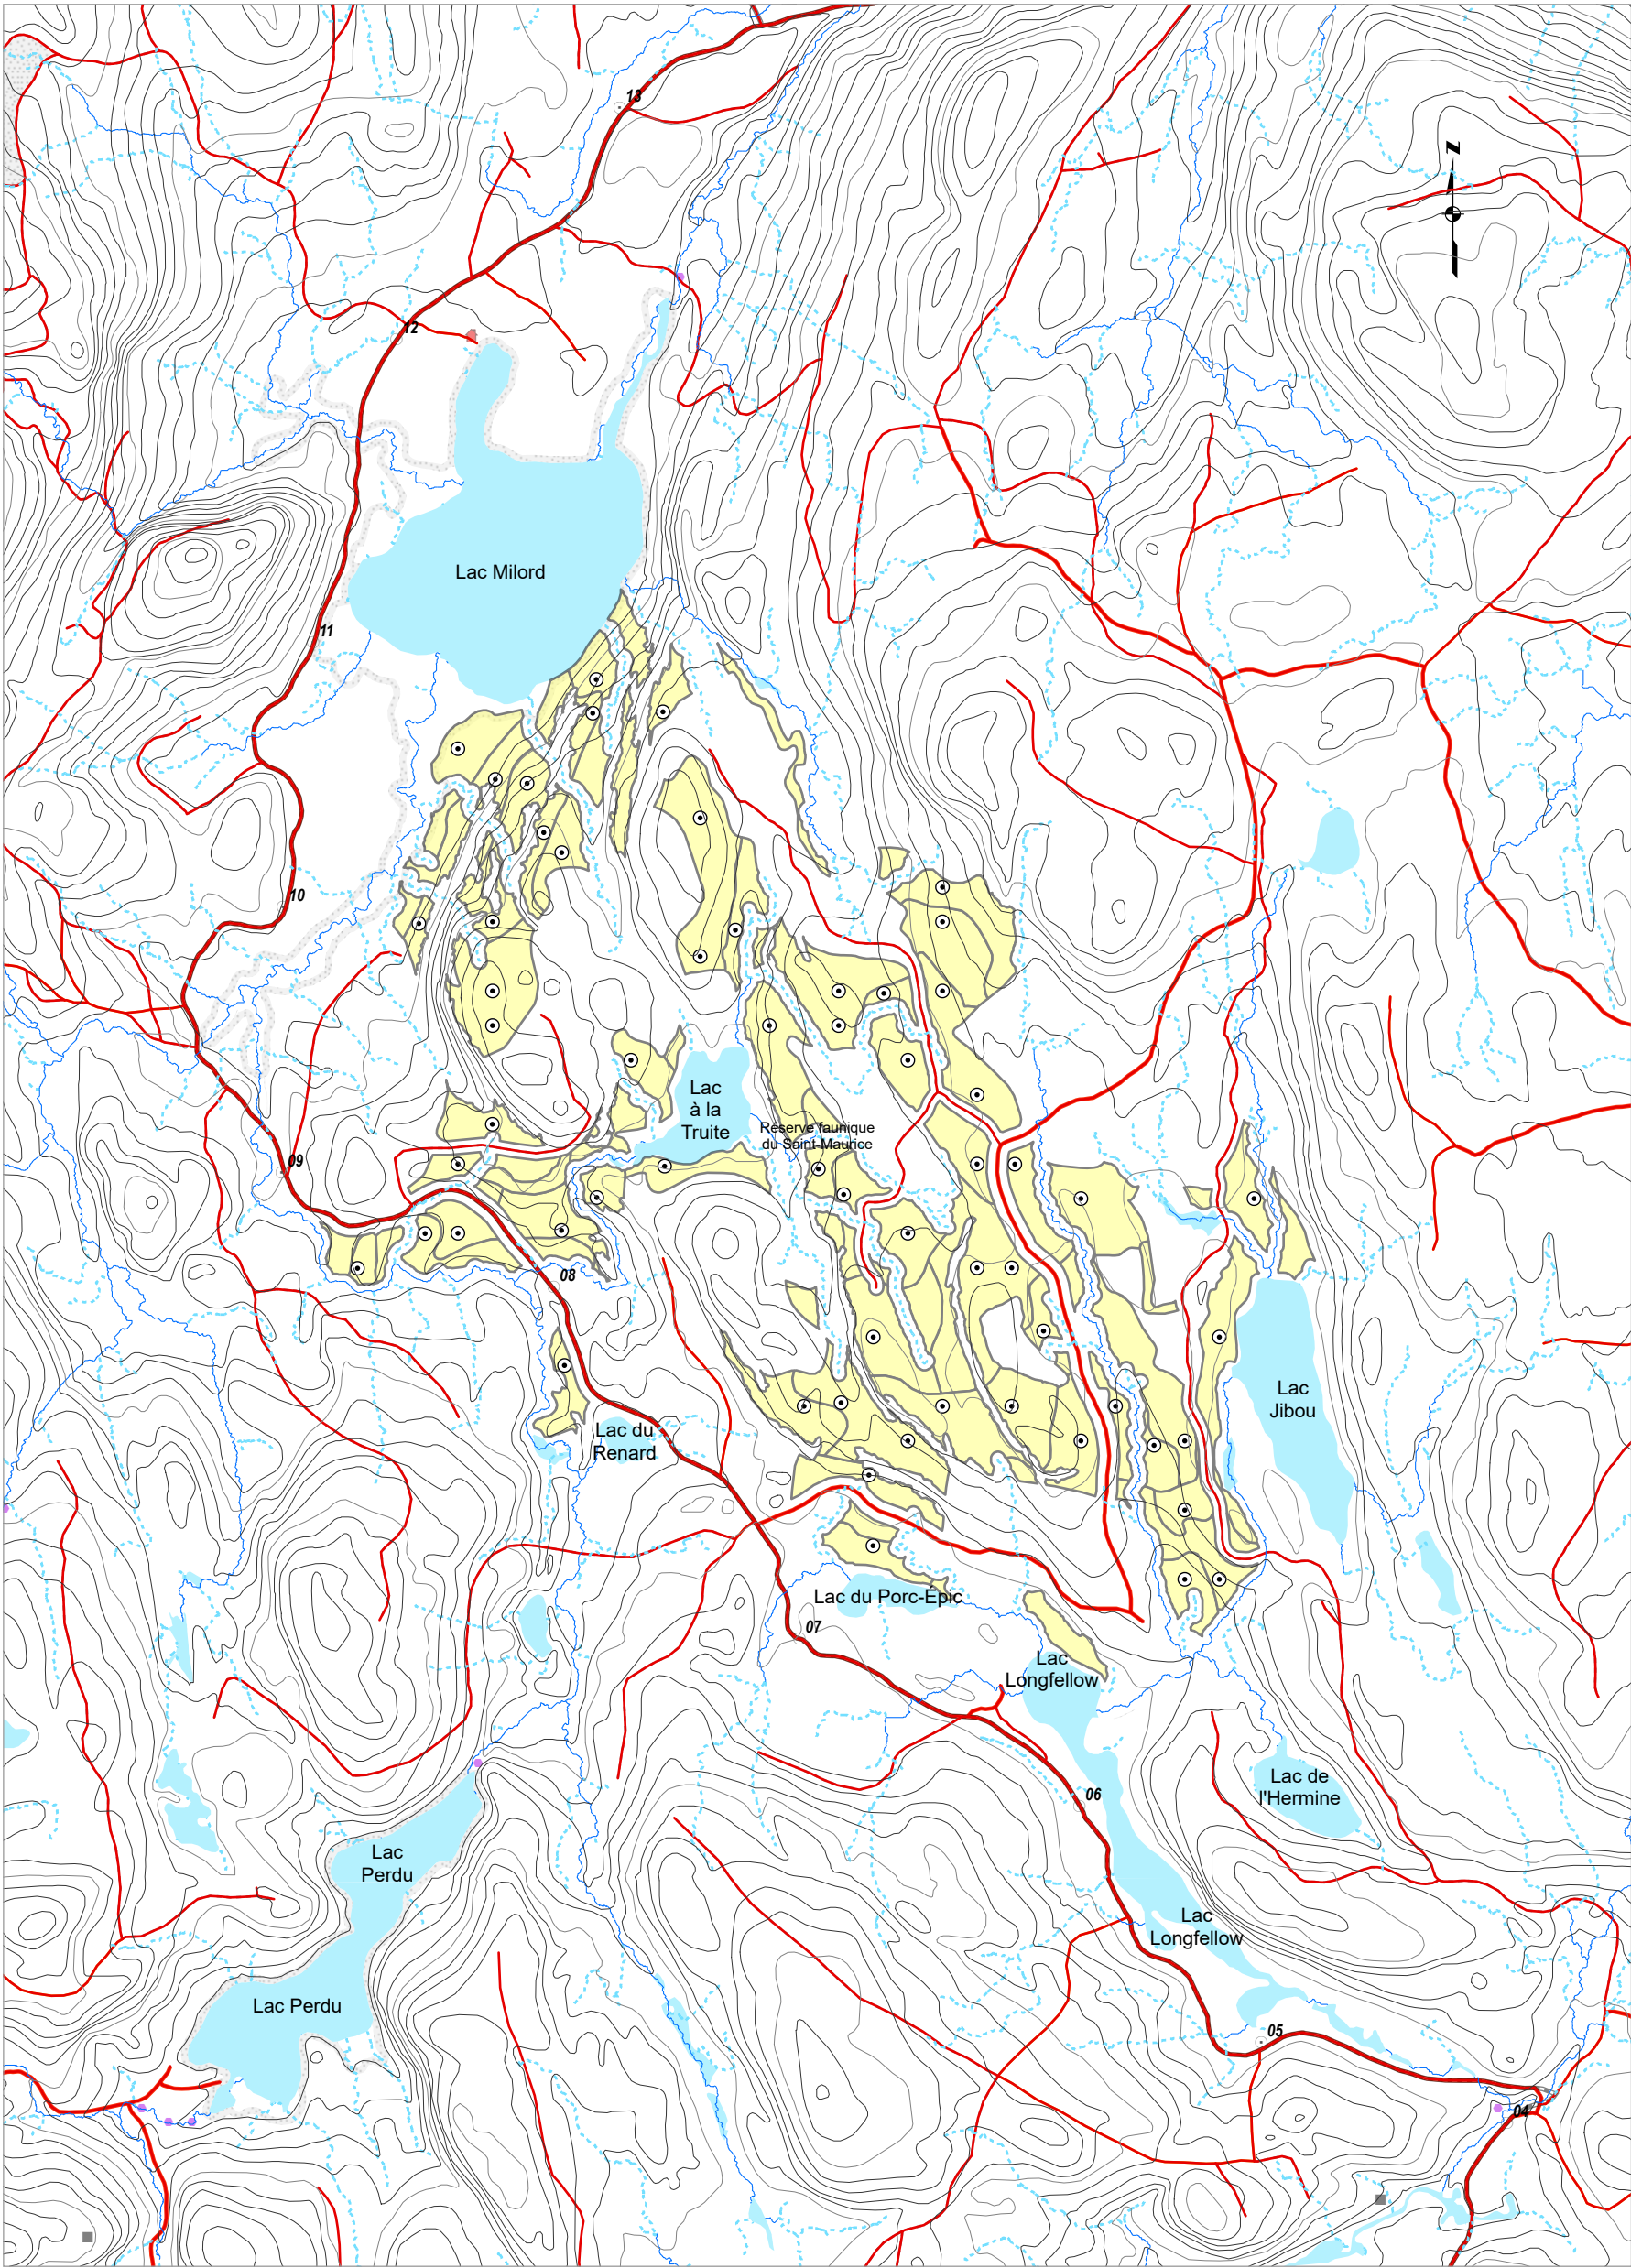 13
N
12
Lac Milord
11
10
Lac
à la
Truite
Réserve faunique
du Saint-Maurice
09
08
Lac
Jibou
Lac du
Renard
Lac du Porc-Épic
07
Lac
Longfellow
Lac de
l'Hermine
06
Lac
Perdu
Lac
Longfellow
Lac Perdu
05
04